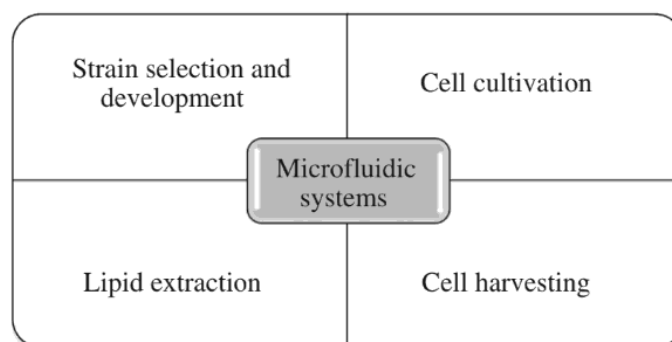 Strain selection and
development
Cell cultivation
Microfluidic
systems
Lipid extraction
Cell harvesting